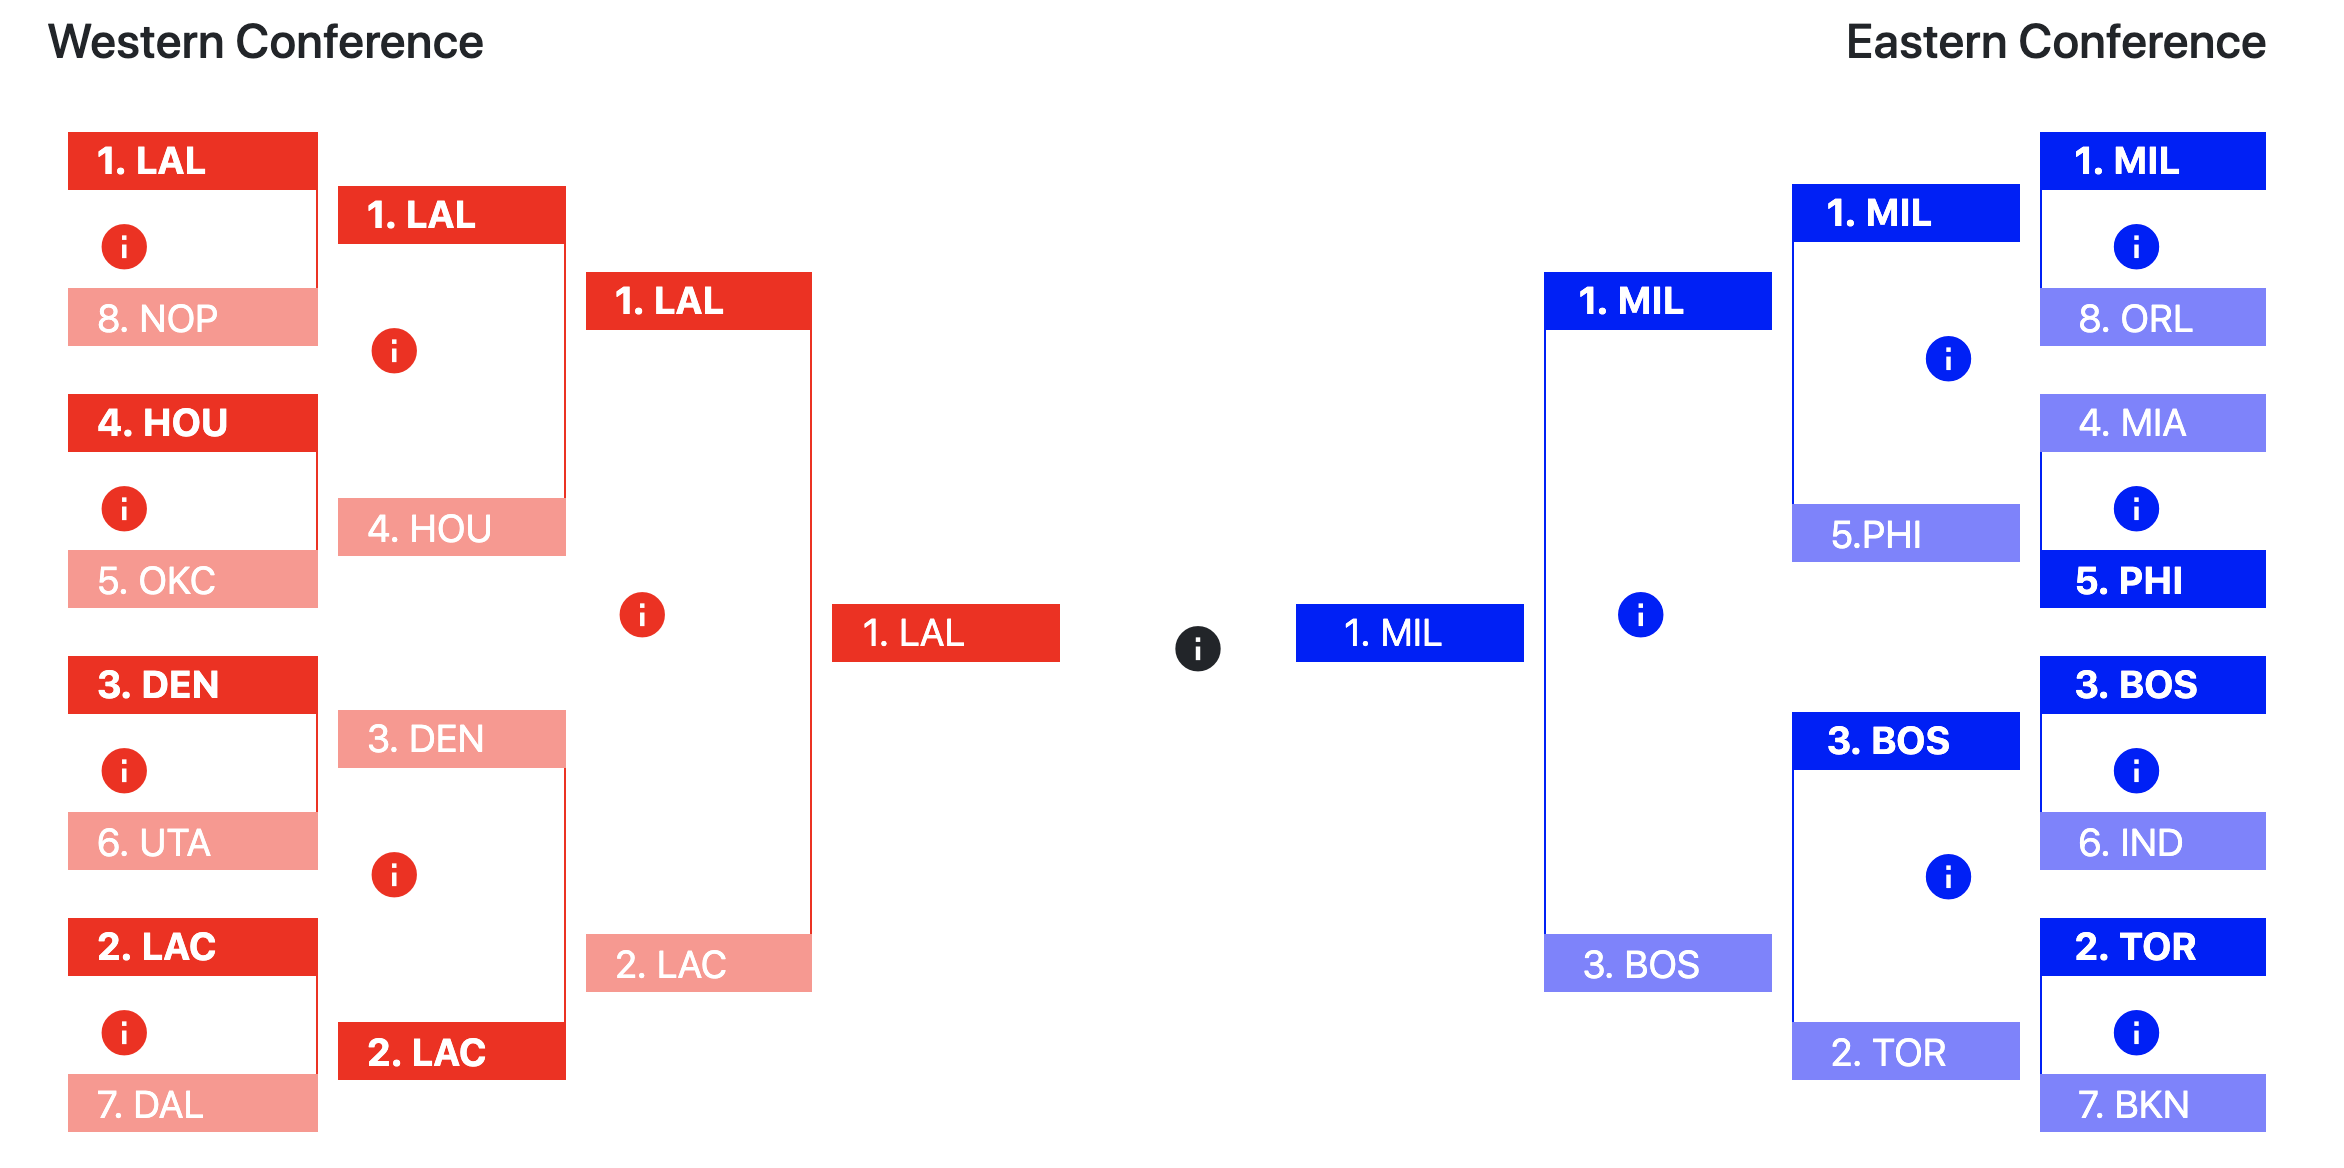 Western Conference
Eastern Conference
1. LAL
8. NOP
4. HOU
5. OKC
3. DEN
6. UTA
2. LAC
7. DAL
1. LAL
4. HOU
3. DEN
2. LAC
1. LAL
2. LAC
1. LAL
1. MIL
1. MIL
3. BOS
1. MIL
5.PHI
3. BOS
2. TOR
1. MIL
8. ORL
4. MIA
5. PHI
3. BOS
6. IND
2. TOR
7. BKN